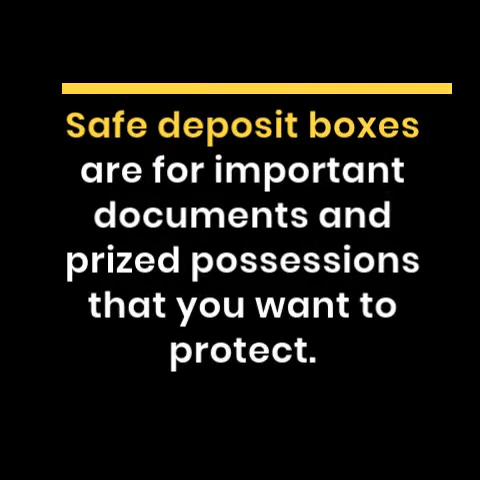 Safe deposit boxes
are for important
documents and
prized possessions
that you want to
protect.